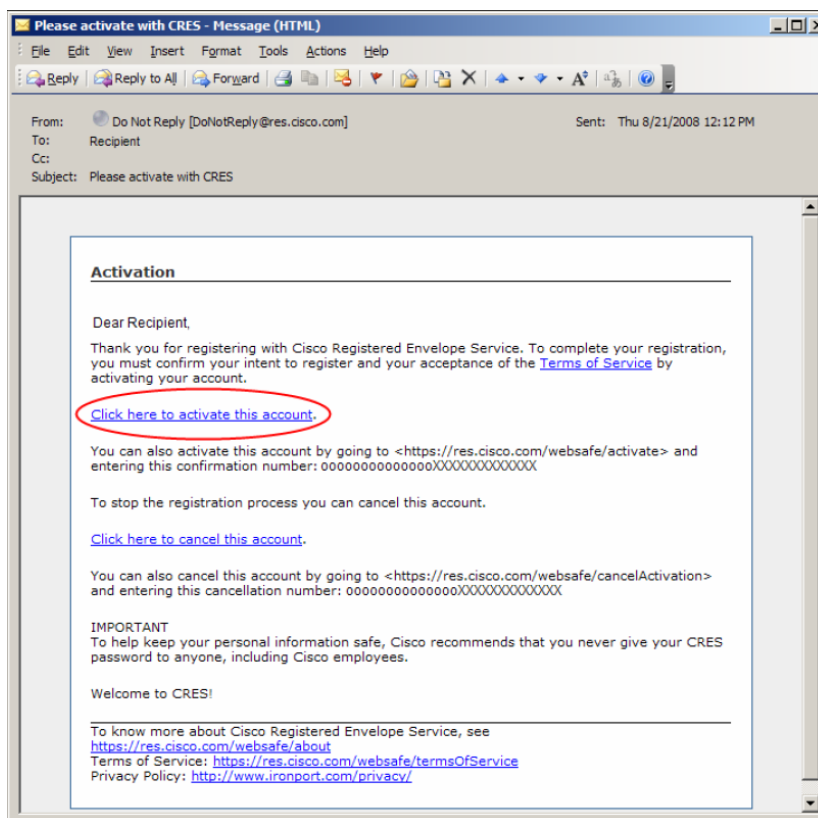 Please activate with CRES - Message (HTML)
File Edit View Insert Format Tools Actions Help
Reply Reply to All Forward
From: Do Not Reply [DoNotReply@res.cisco.com] Sent: Thu 8/21/2008 12:12 PM
To: Recipient
Cc:
Subject: Please activate with CRES
Activation
Dear Recipient,
Thank you for registering with Cisco Registered Envelope Service. To complete your registration,
you must confirm your intent to register and your acceptance of the Terms of Service by
activating your account.
Click here to activate this account.
You can also activate this account by going to <https://res.cisco.com/websafe/activate> and
entering this confirmation number: 00000000000000XXXXXXXXXXXXX
To stop the registration process you can cancel this account.
Click here to cancel this account.
You can also cancel this account by going to <https://res.cisco.com/websafe/cancelActivation>
and entering this cancellation number: 00000000000000XXXXXXXXXXXXX
IMPORTANT
To help keep your personal information safe, Cisco recommends that you never give your CRES
password to anyone, including Cisco employees.
Welcome to CRES!
To know more about Cisco Registered Envelope Service, see
https://res.cisco.com/websafe/about
Terms of Service: https://res.cisco.com/websafe/termsOfService
Privacy Policy: http://www.ironport.com/privacy/